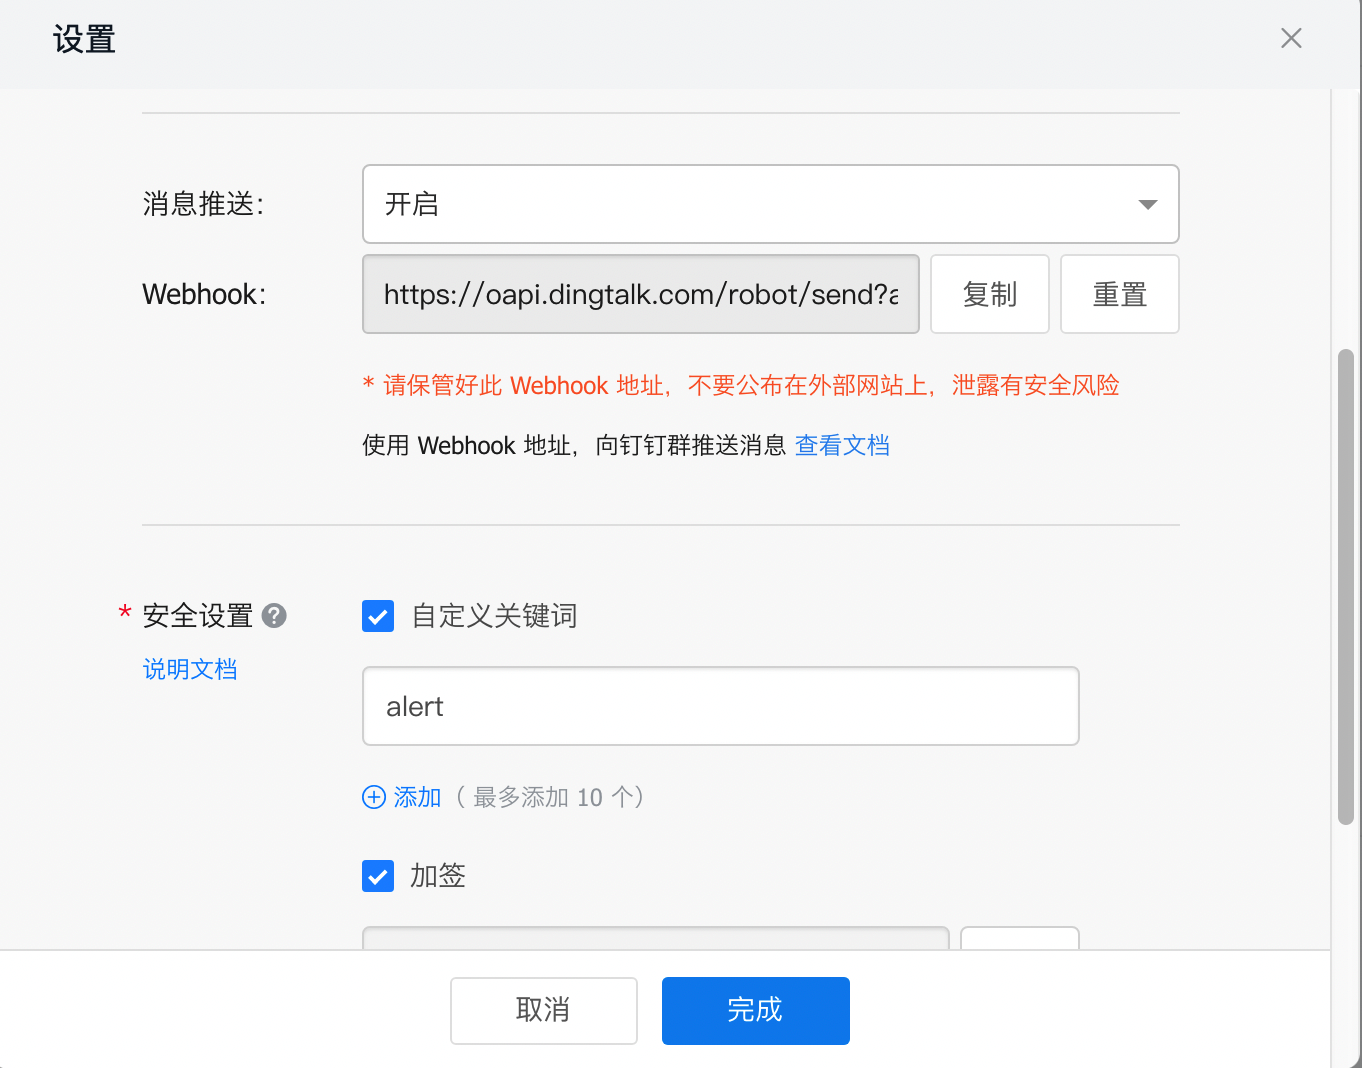 设置
消息推送：
开启
Webhook：
https://oapi.dingtalk.com/robot/send?a
复制
重置
* 请保管好此 Webhook 地址，不要公布在外部网站上，泄露有安全风险
使用 Webhook 地址，向钉钉群推送消息 查看文档
* 安全设置 ?
自定义关键词
说明文档
alert
添加（ 最多添加 10 个）
加签
取消
完成